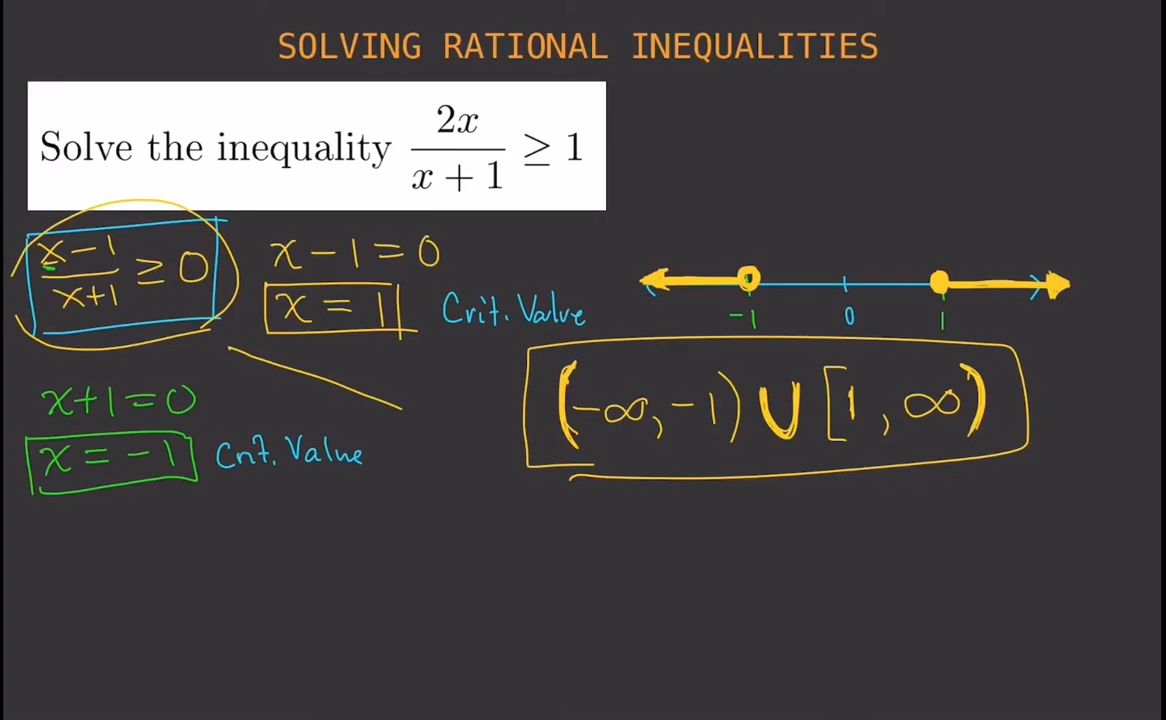 SOLVING RATIONAL INEQUALITIES
Solve the inequality 2x/(x + 1) ≥ 1
(x-1)/(x+1) ≥ 0
x - 1 = 0
x = 1 Crit. Value
-1 0 1
x+1=0
x = -1 Crit. Value
(-∞, -1) ∪ [1, ∞)